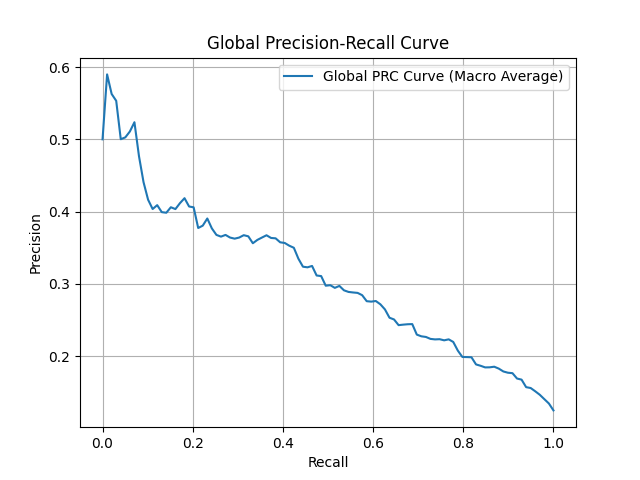 Global Precision-Recall Curve
Global PRC Curve (Macro Average)
Precision
0.6
0.5
0.4
0.3
0.2
0.0 0.2 0.4 0.6 0.8 1.0
Recall